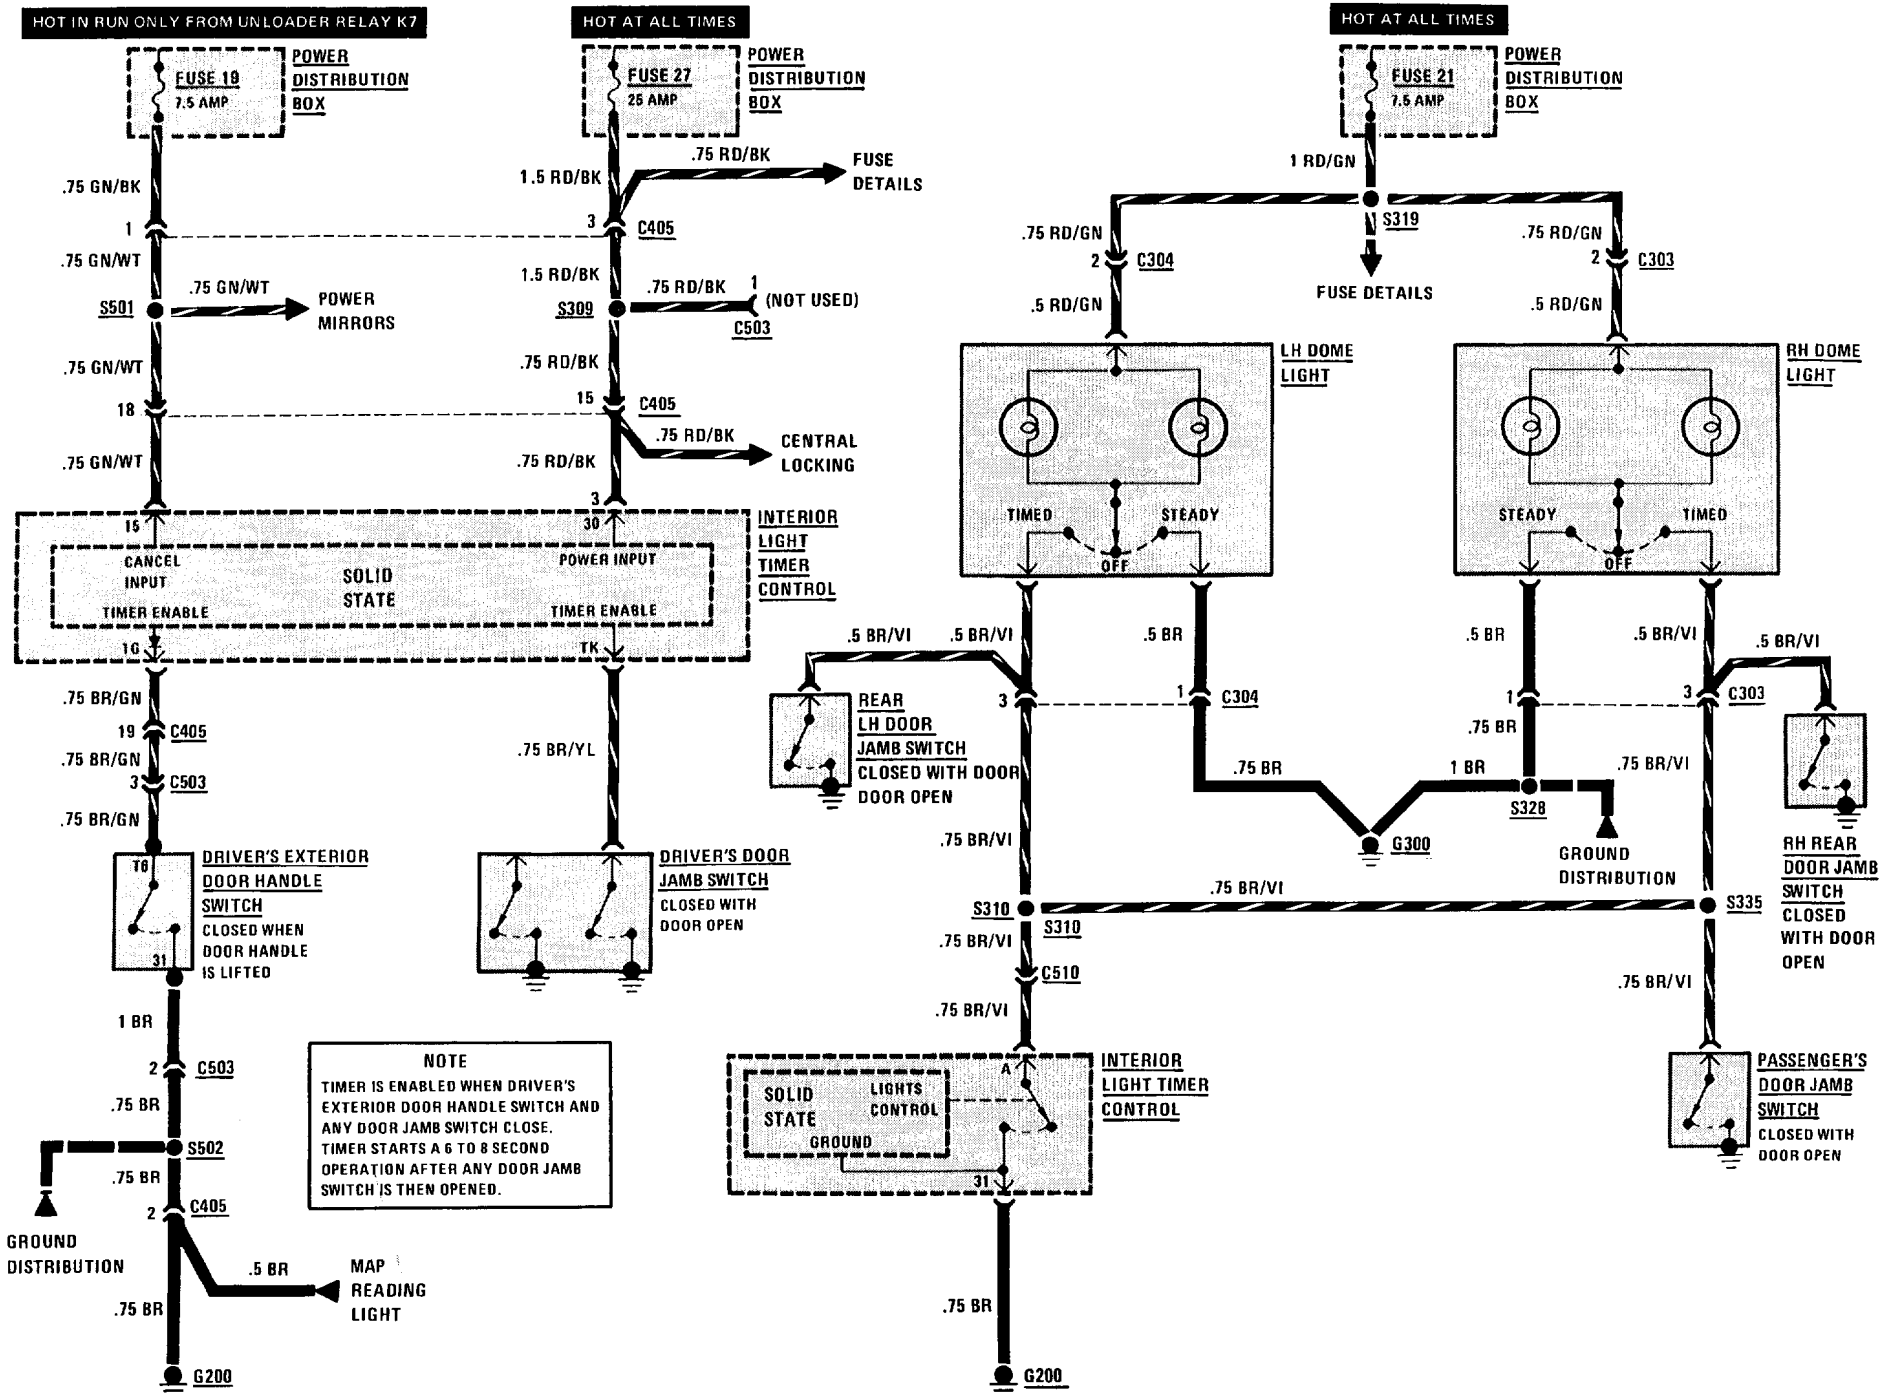 HOT IN RUN ONLY FROM UNLOADER RELAY K7
FUSE 19
7.5 AMP
POWER
DISTRIBUTION
BOX
.75 GN/BK
1
.75 GN/WT
S501
.75 GN/WT
POWER
MIRRORS
.75 GN/WT
18
.75 GN/WT
HOT AT ALL TIMES
FUSE 27
25 AMP
POWER
DISTRIBUTION
BOX
1.5 RD/BK
.75 RD/BK
FUSE
DETAILS
3
C405
1.5 RD/BK
S309
.75 RD/BK
1
(NOT USED)
C503
.75 RD/BK
15
C405
.75 RD/BK
CENTRAL
LOCKING
.75 RD/BK
3
15
30
CANCEL
INPUT
POWER INPUT
SOLID
STATE
TIMER ENABLE
TIMER ENABLE
1G
TK
INTERIOR
LIGHT
TIMER
CONTROL
.75 BR/GN
19
C405
.75 BR/GN
3
C503
.75 BR/GN
T6
31
DRIVER'S EXTERIOR
DOOR HANDLE
SWITCH
CLOSED WHEN
DOOR HANDLE
IS LIFTED
.75 BR/YL
DRIVER'S DOOR
JAMB SWITCH
CLOSED WITH
DOOR OPEN
1 BR
2
C503
.75 BR
S502
.75 BR
2
C405
GROUND
DISTRIBUTION
.5 BR
MAP
READING
LIGHT
.75 BR
G200
NOTE
TIMER IS ENABLED WHEN DRIVER'S
EXTERIOR DOOR HANDLE SWITCH AND
ANY DOOR JAMB SWITCH CLOSE.
TIMER STARTS A 6 TO 8 SECOND
OPERATION AFTER ANY DOOR JAMB
SWITCH IS THEN OPENED.
HOT AT ALL TIMES
FUSE 21
7.5 AMP
POWER
DISTRIBUTION
BOX
1 RD/GN
S319
FUSE DETAILS
.75 RD/GN
2
C304
.5 RD/GN
.75 RD/GN
2
C303
.5 RD/GN
LH DOME
LIGHT
TIMED
STEADY
OFF
RH DOME
LIGHT
STEADY
TIMED
OFF
.5 BR/VI
.5 BR/VI
.5 BR
3
1
C304
REAR
LH DOOR
JAMB SWITCH
CLOSED WITH DOOR
DOOR OPEN
.5 BR
.5 BR/VI
.5 BR/VI
1
3
C303
.75 BR
.75 BR
1 BR
S328
G300
GROUND
DISTRIBUTION
.75 BR/VI
RH REAR
DOOR JAMB
SWITCH
CLOSED
WITH DOOR
OPEN
.75 BR/VI
S310
.75 BR/VI
S335
S310
.75 BR/VI
C510
.75 BR/VI
.75 BR/VI
A
SOLID
STATE
LIGHTS
CONTROL
GROUND
31
INTERIOR
LIGHT TIMER
CONTROL
PASSENGER'S
DOOR JAMB
SWITCH
CLOSED WITH
DOOR OPEN
.75 BR
G200